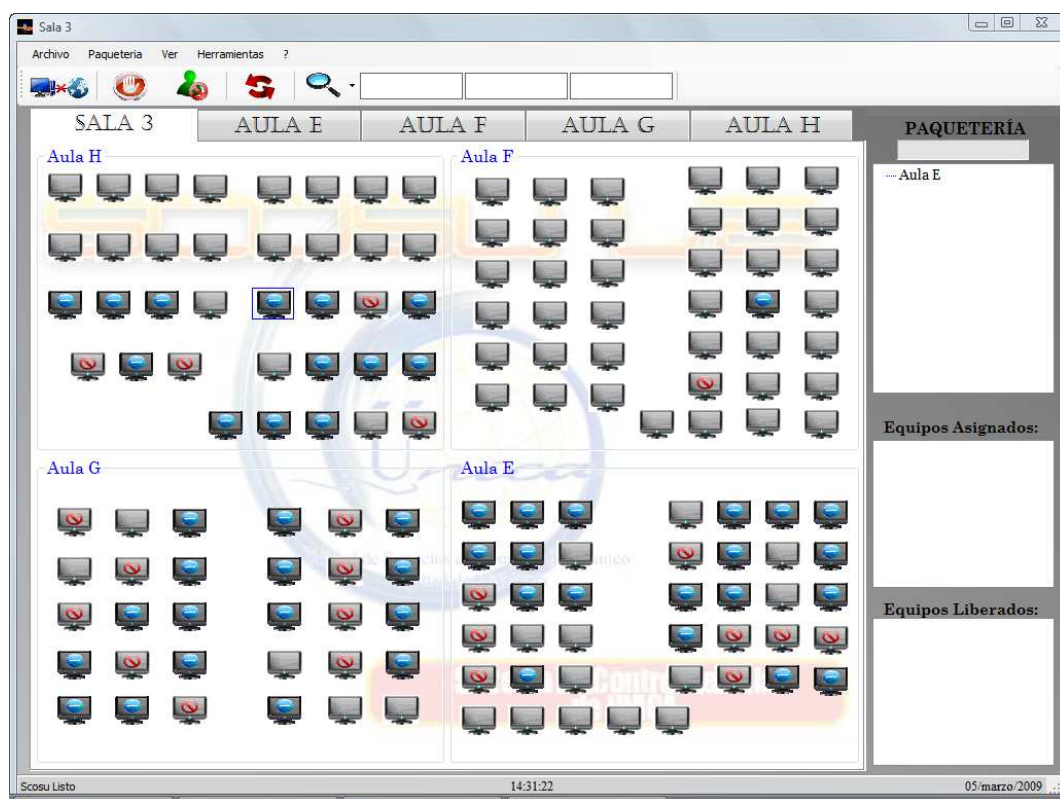 Sala 3
Archivo Paqueteria Ver Herramientas ?
SALA 3 AULA E AULA F AULA G AULA H
PAQUETERÍA
Aula E
Aula H
Aula F
Equipos Asignados:
Aula G
Aula E
Equipos Liberados:
Scosu Listo 14:31:22 05/marzo/2009